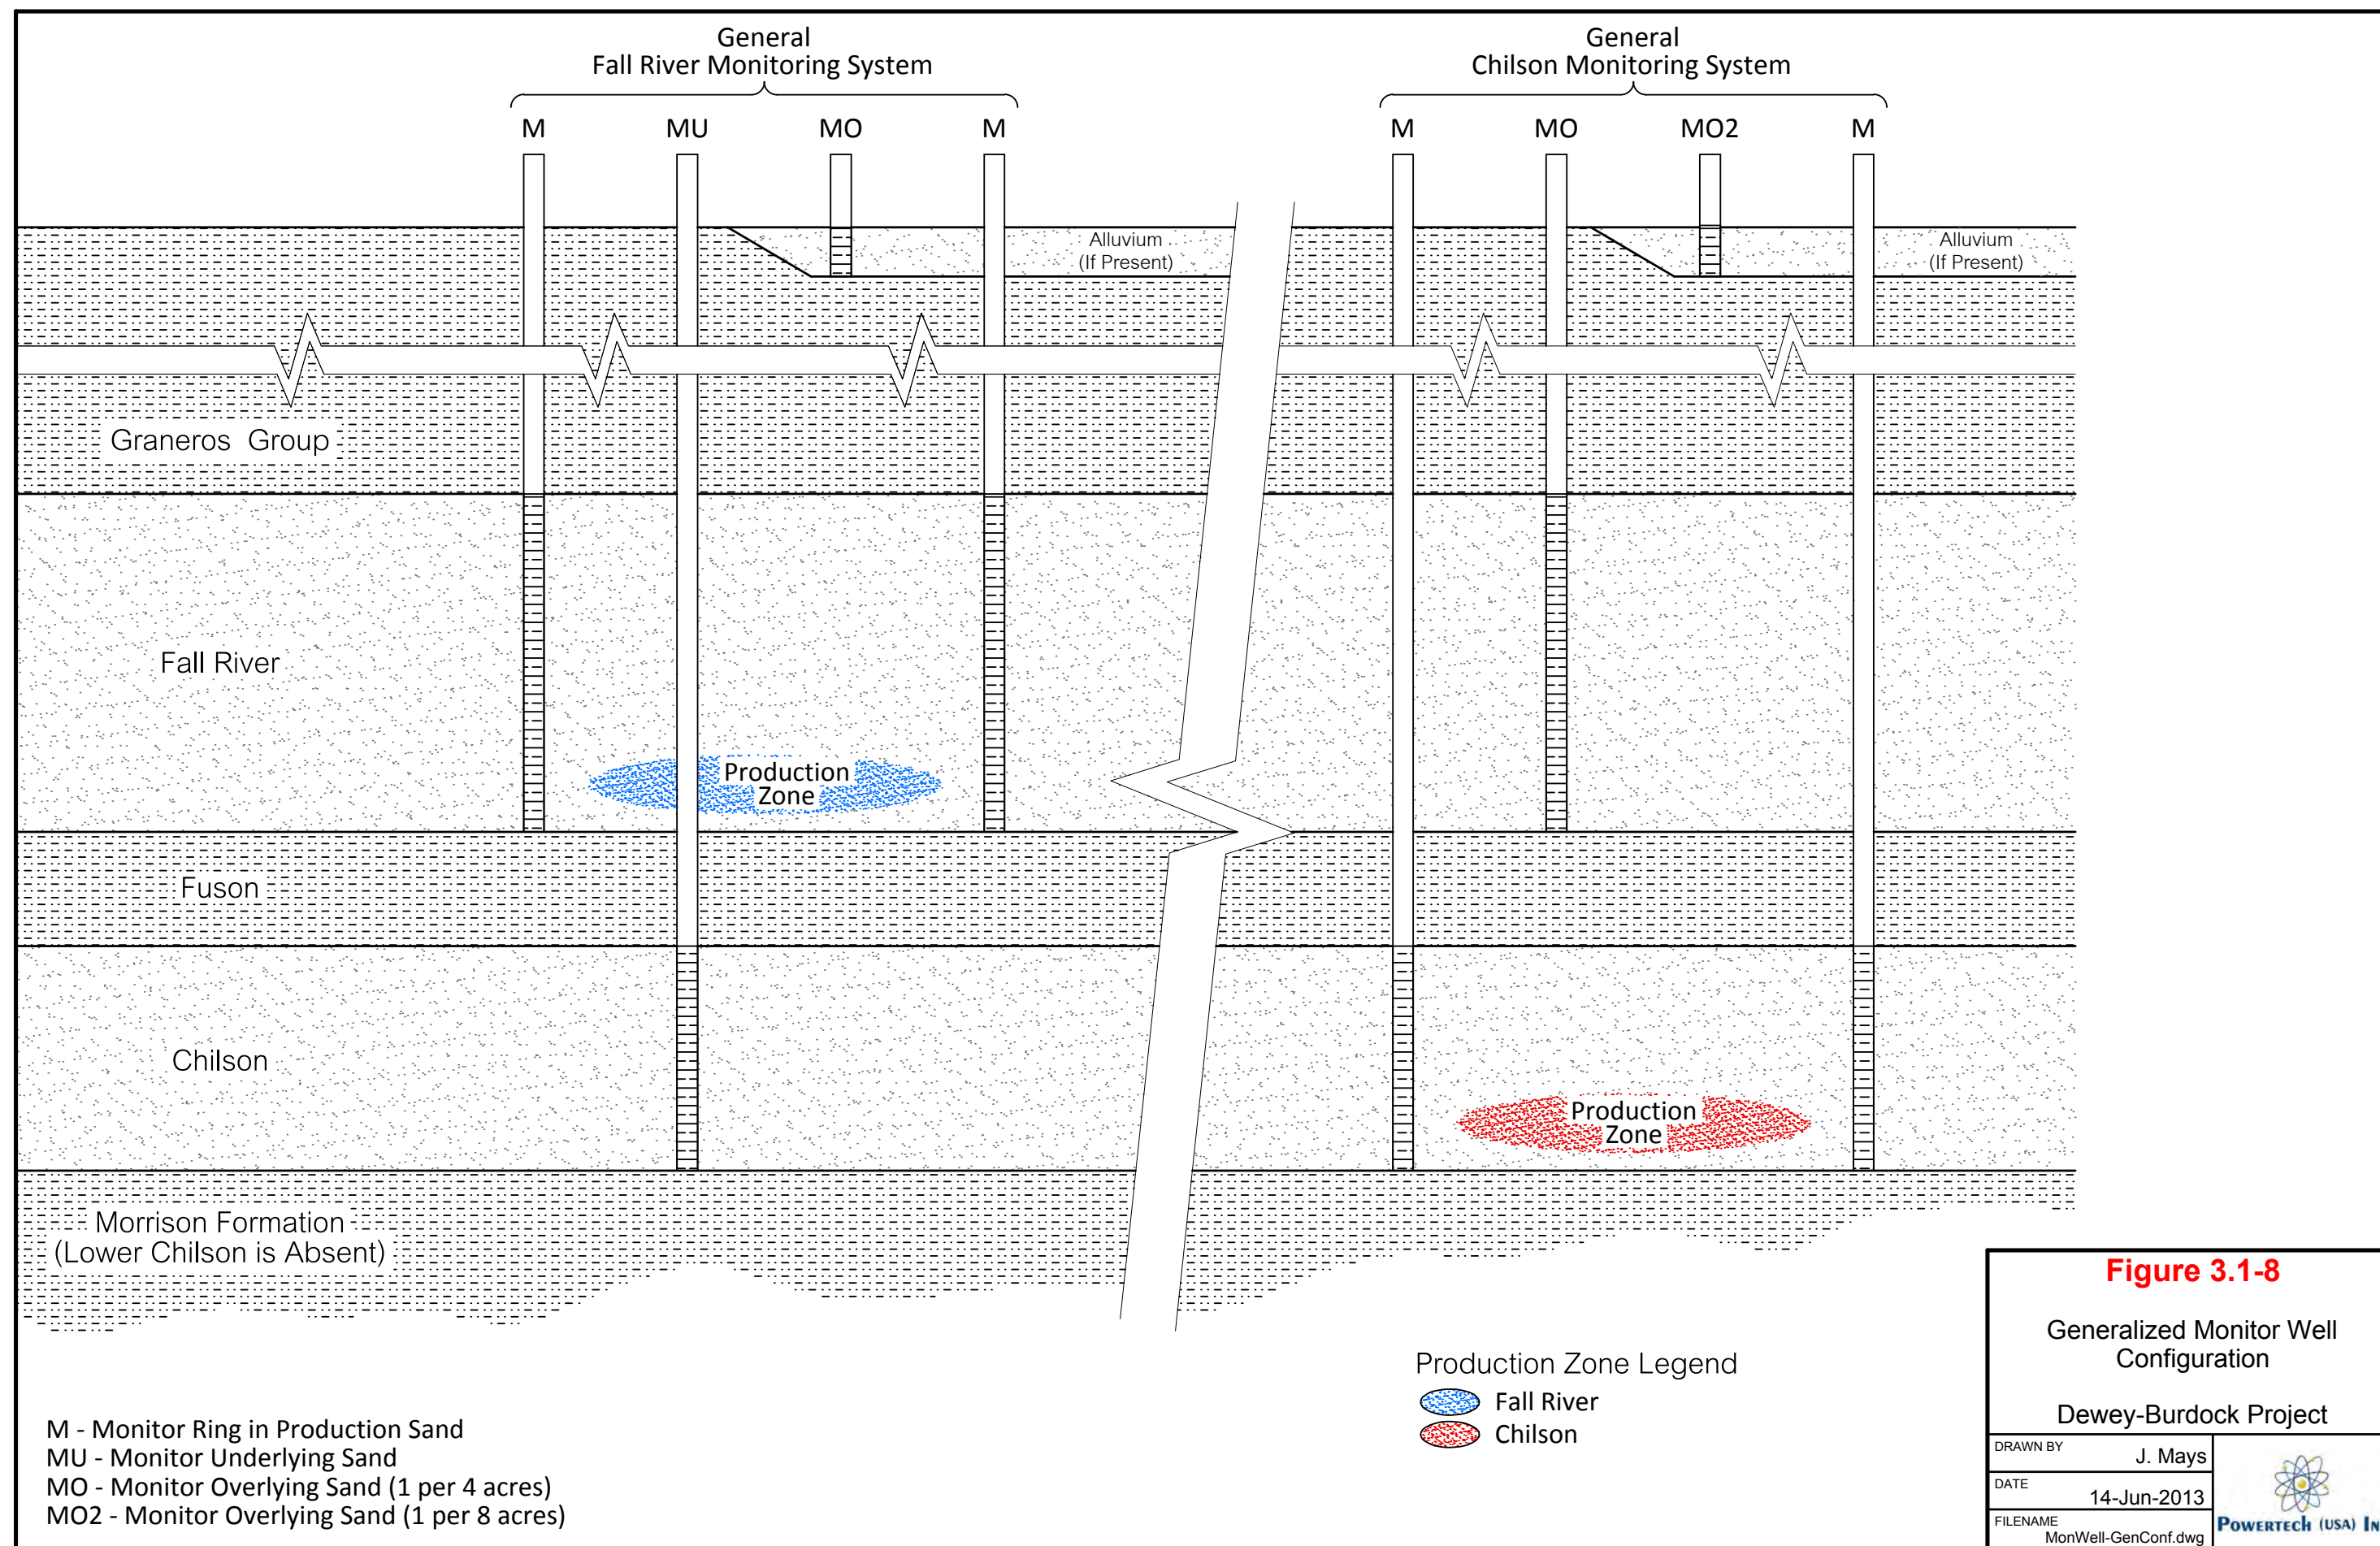 General
Fall River Monitoring System
M MU MO M
General
Chilson Monitoring System
M MO MO2 M
Alluvium
(If Present)
Alluvium
(If Present)
Graneros Group
Fall River
Production
Zone
Fuson
Chilson
Production
Zone
Morrison Formation
(Lower Chilson is Absent)
Production Zone Legend
Fall River
Chilson
M - Monitor Ring in Production Sand
MU - Monitor Underlying Sand
MO - Monitor Overlying Sand (1 per 4 acres)
MO2 - Monitor Overlying Sand (1 per 8 acres)
Figure 3.1-8
Generalized Monitor Well
Configuration
Dewey-Burdock Project
DRAWN BY
J. Mays
DATE
14-Jun-2013
FILENAME
MonWell-GenConf.dwg
POWERTECH (USA) IN